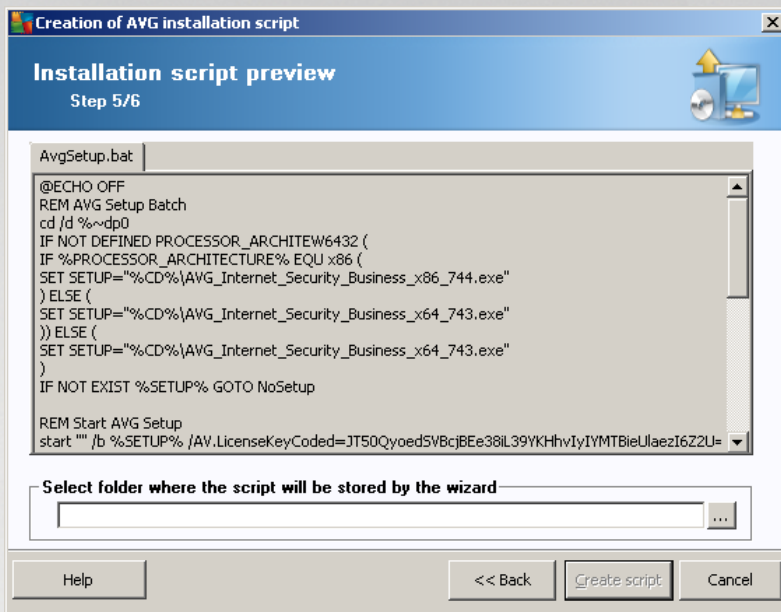 Creation of AVG installation script
Installation script preview
Step 5/6
AvgSetup.bat
@ECHO OFF
REM AVG Setup Batch
cd /d %~dp0
IF NOT DEFINED PROCESSOR_ARCHITEW6432 (
IF %PROCESSOR_ARCHITECTURE% EQU x86 (
SET SETUP="%CD%\AVG_Internet_Security_Business_x86_744.exe"
) ELSE (
SET SETUP="%CD%\AVG_Internet_Security_Business_x64_743.exe"
)) ELSE (
SET SETUP="%CD%\AVG_Internet_Security_Business_x64_743.exe"
)
IF NOT EXIST %SETUP% GOTO NoSetup
REM Start AVG Setup
start "" /b %SETUP% /AV.LicenseKeyCoded=
Select folder where the script will be stored by the wizard
...
Help
<< Back
Create script
Cancel